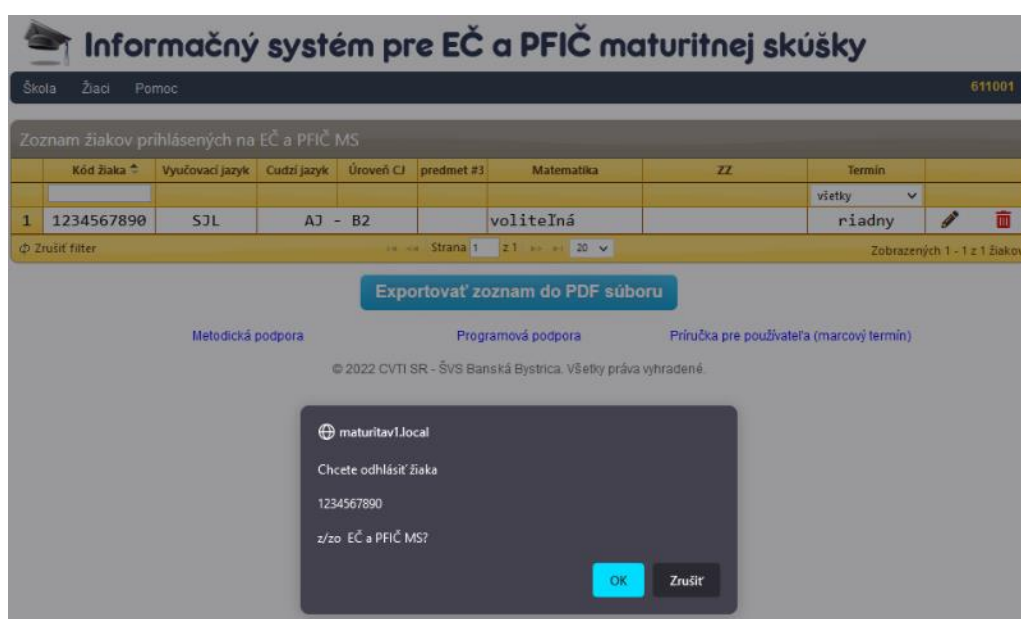 Informačný systém pre EČ a PFIČ maturitnej skúšky
Škola Žiaci Pomoc 611001
Zoznam žiakov prihlásených na EČ a PFIČ MS
Kód žiaka Vyučovací jazyk Cudzí jazyk Úroveň CJ predmet #3 Matematika ZZ Termín
všetky
1 1234567890 SJL AJ - B2 voliteľná riadny
Zrušiť filter Strana 1 z 1 20 Zobrazených 1 - 1 z 1 žiakov
Exportovať zoznam do PDF súboru
Metodická podpora Programová podpora Príručka pre používateľa (marcový termín)
© 2022 CVTI SR - ŠVS Banská Bystrica. Všetky práva vyhradené.
maturitav1.local
Chcete odhlásiť žiaka
1234567890
z/zo EČ a PFIČ MS?
OK Zrušiť